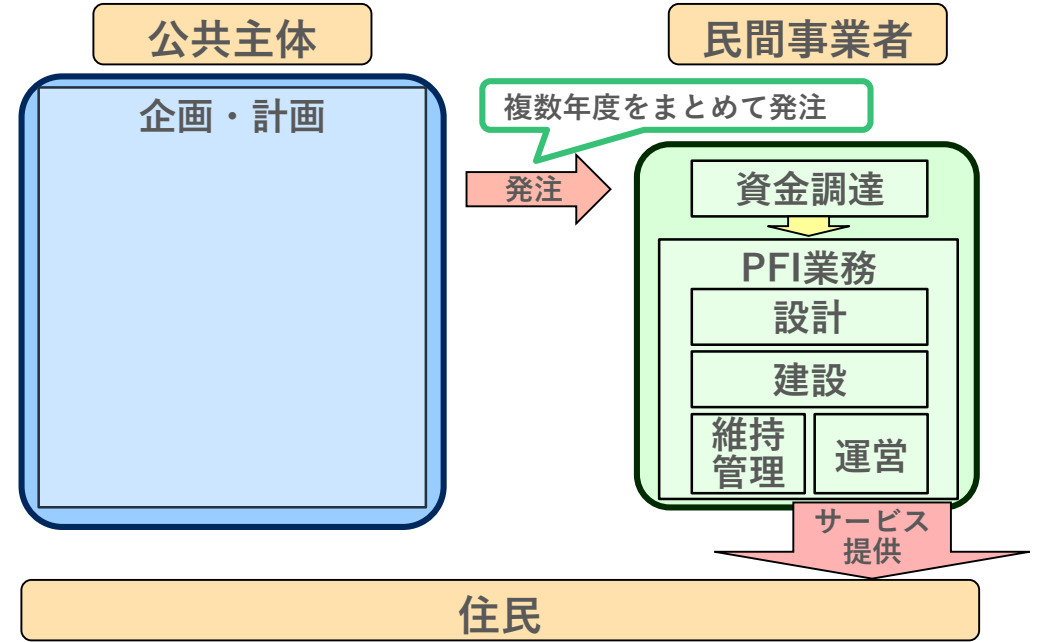 公共主体
民間事業者
企画・計画
複数年度をまとめて発注
発注
資金調達
PFI業務
設計
建設
維持
管理
運営
サービス
提供
住民